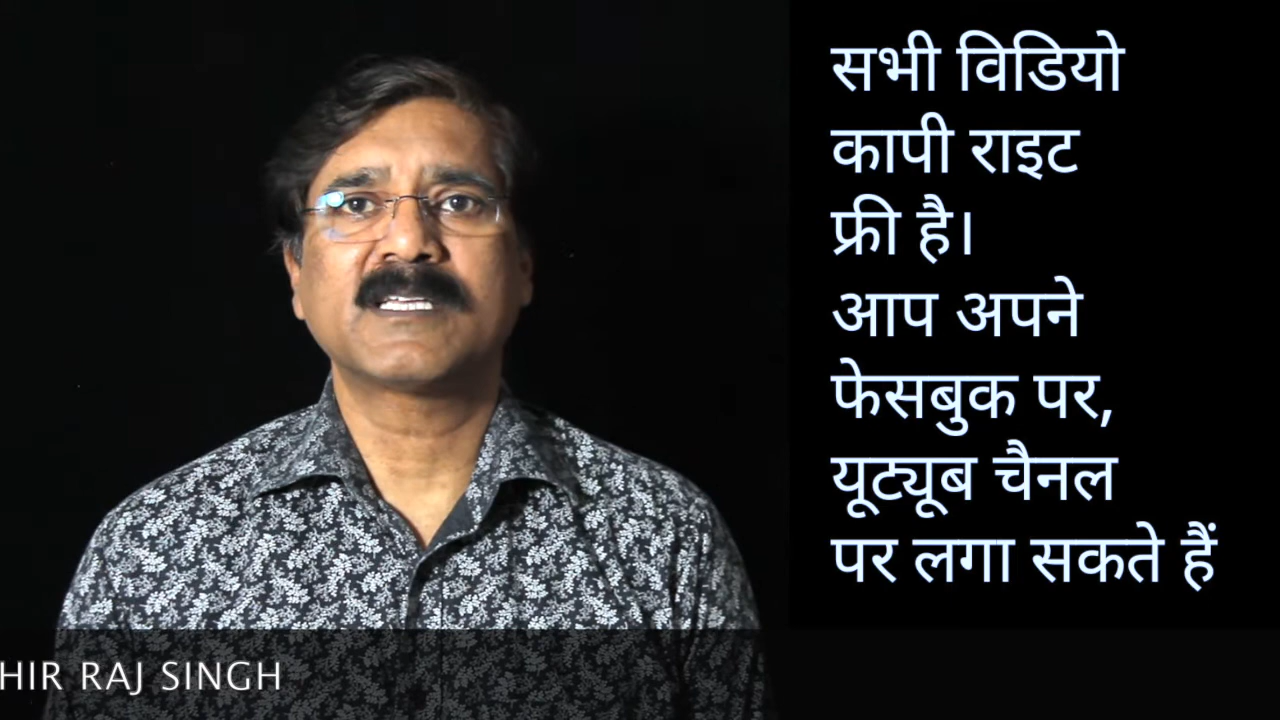 सभी विडियो
कापी राइट
फ्री है।
आप अपने
फेसबुक पर,
यूट्यूब चैनल
पर लगा सकते हैं
HIR RAJ SINGH